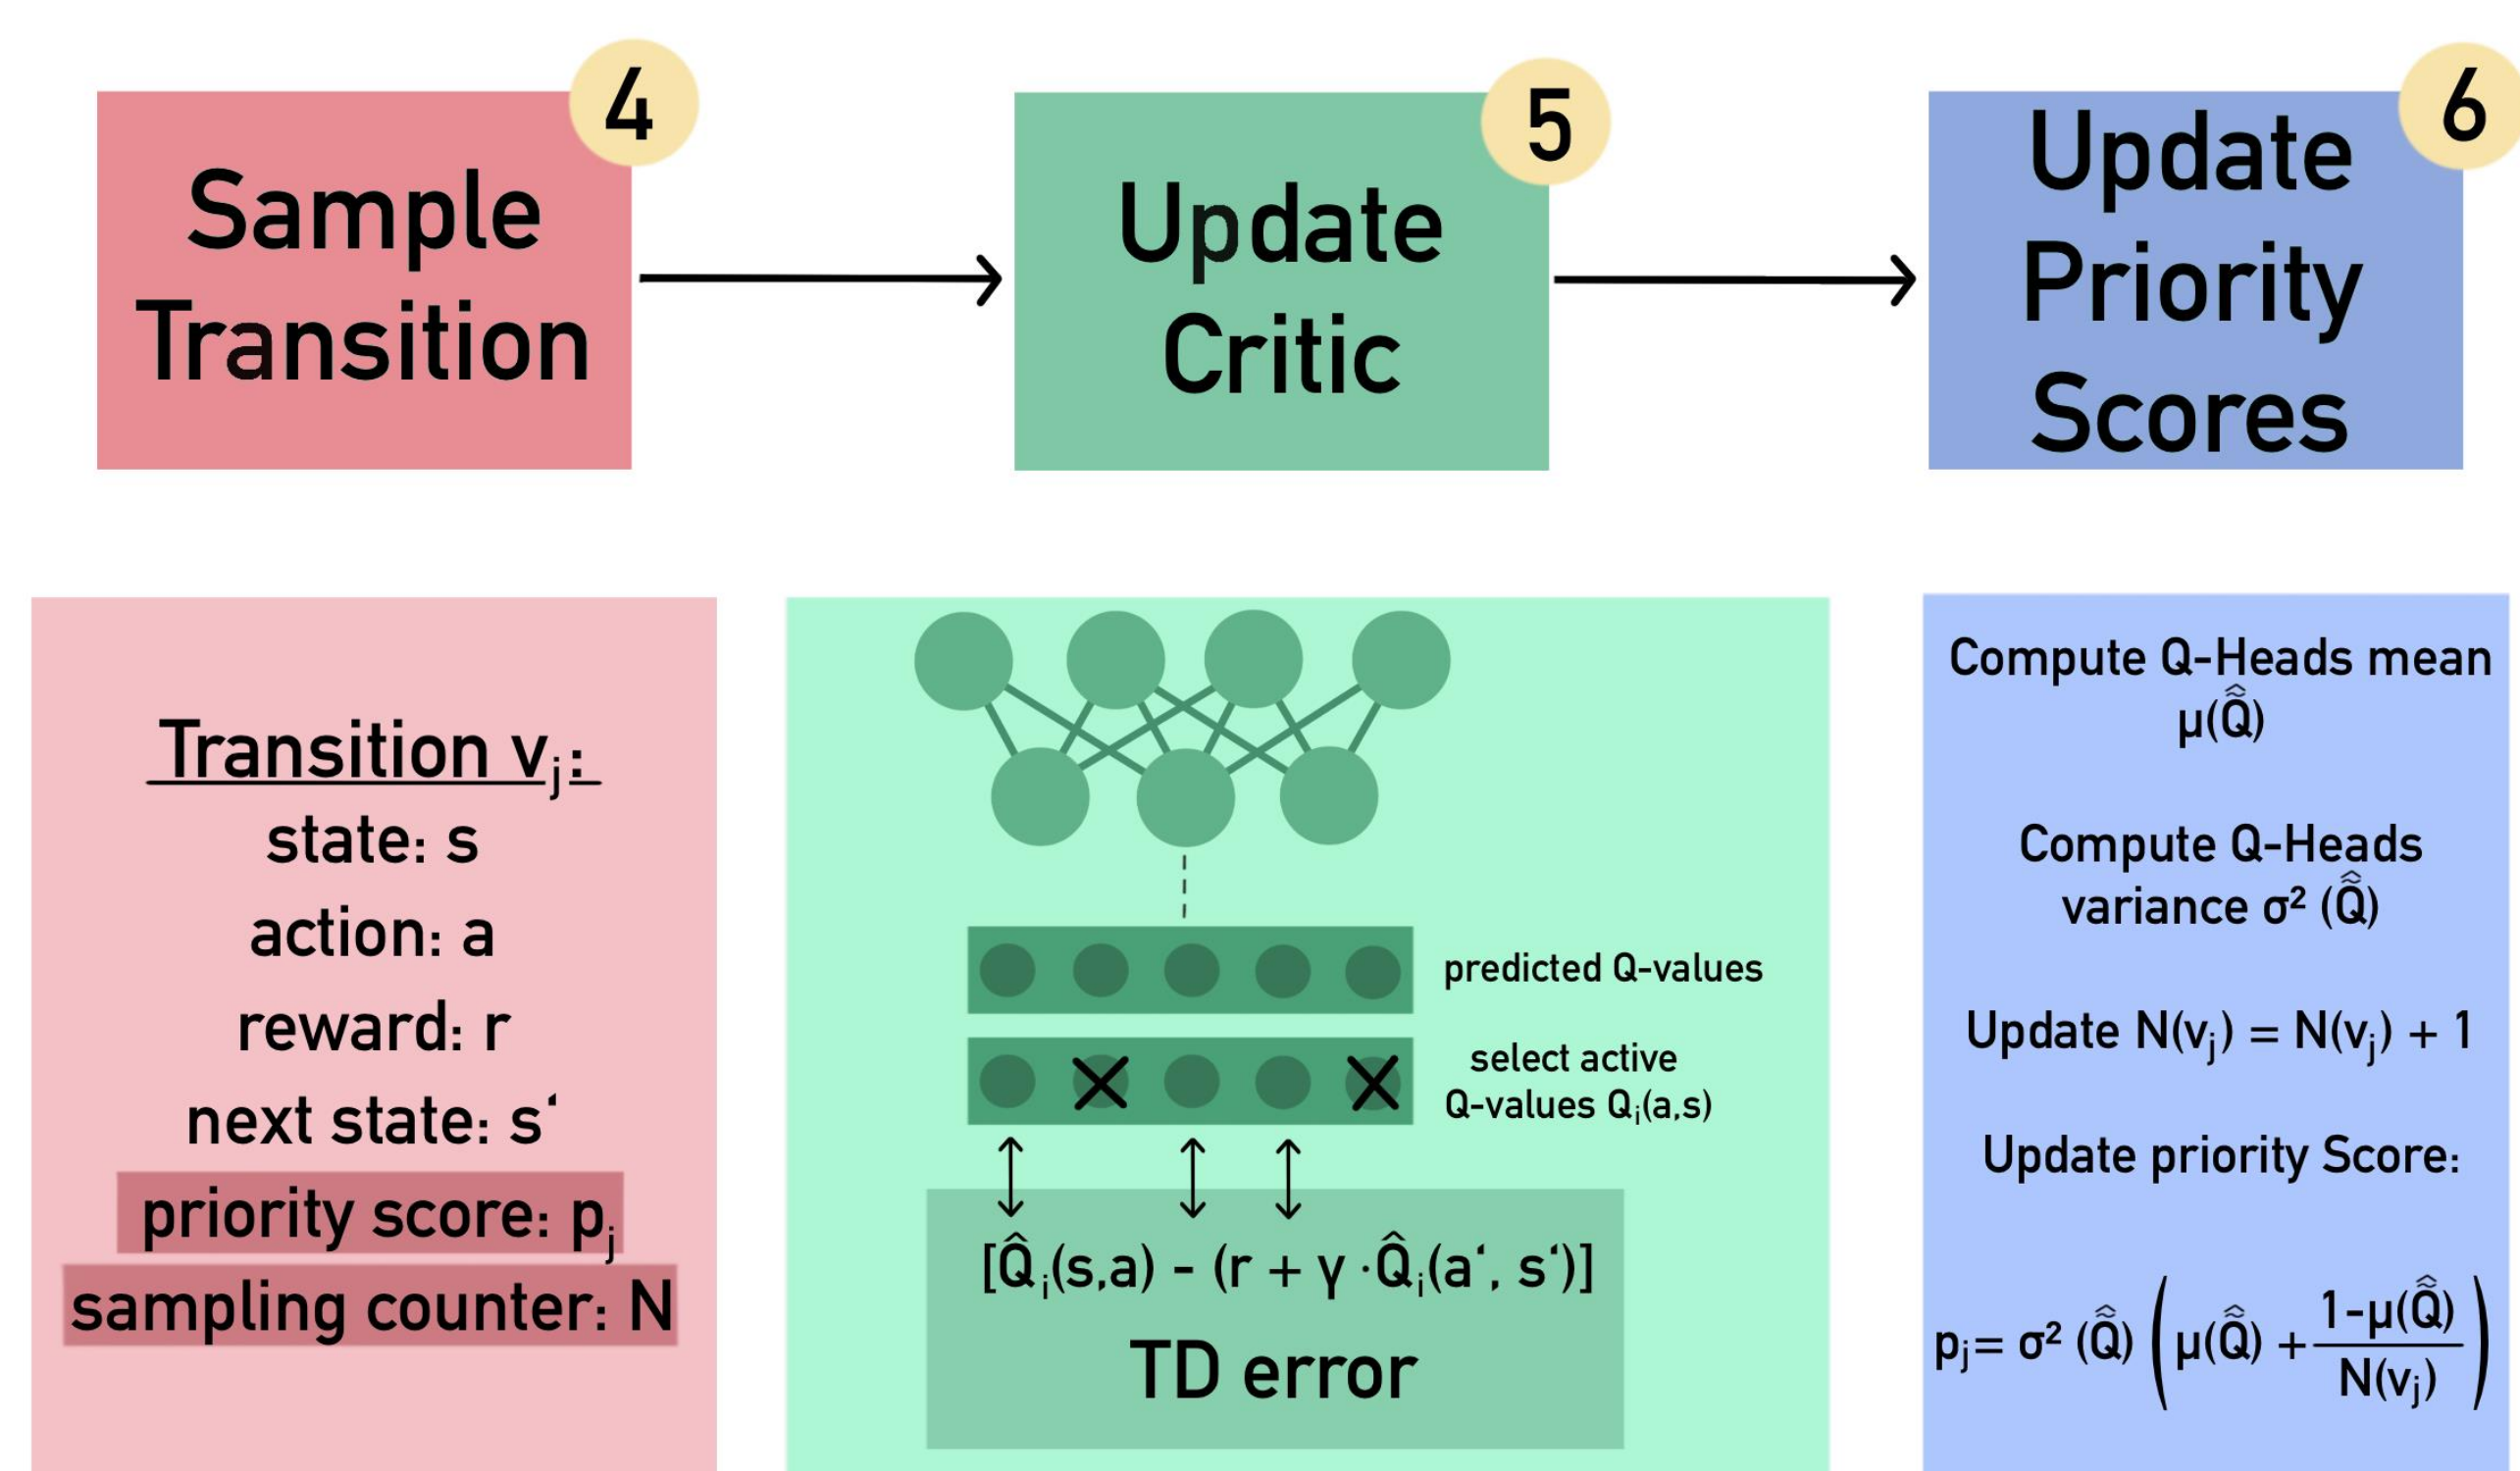 4
Sample
Transition
5
Update
Critic
6
Update
Priority
Scores
Transition vⱼ:
state: s
action: a
reward: r
next state: s‘
priority score: pⱼ
sampling counter: N
predicted Q-values
select active
Q-values Qᵢ(a,s)
[Q̂ᵢ(s,a) - (r + γ ·Q̂ᵢ(a‘, s‘)]
TD error
Compute Q-Heads mean
μ(Q̃̂)
Compute Q-Heads
variance σ² (Q̃̂)
Update N(vⱼ) = N(vⱼ) + 1
Update priority Score:
pⱼ= σ² (Q̃̂) (μ(Q̃̂) + 1-μ(Q̃̂) / N(vⱼ))